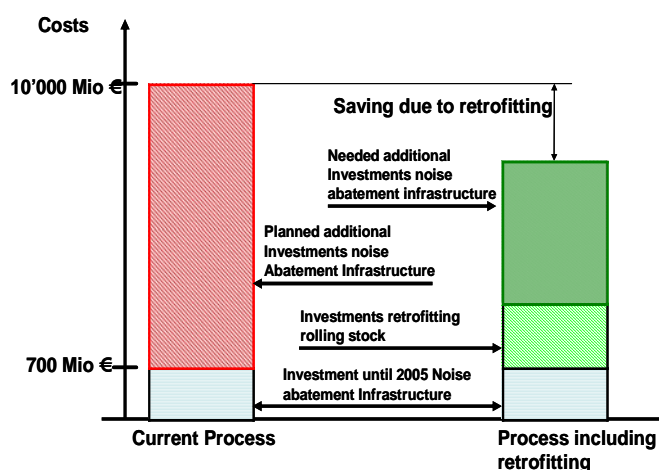 Costs
10’000 Mio €
Saving due to retrofitting
Needed additional
Investments noise
abatement infrastructure
Planned additional
Investments noise
Abatement Infrastructure
Investments retrofitting
rolling stock
700 Mio €
Investment until 2005 Noise
abatement Infrastructure
Current Process
Process including
retrofitting